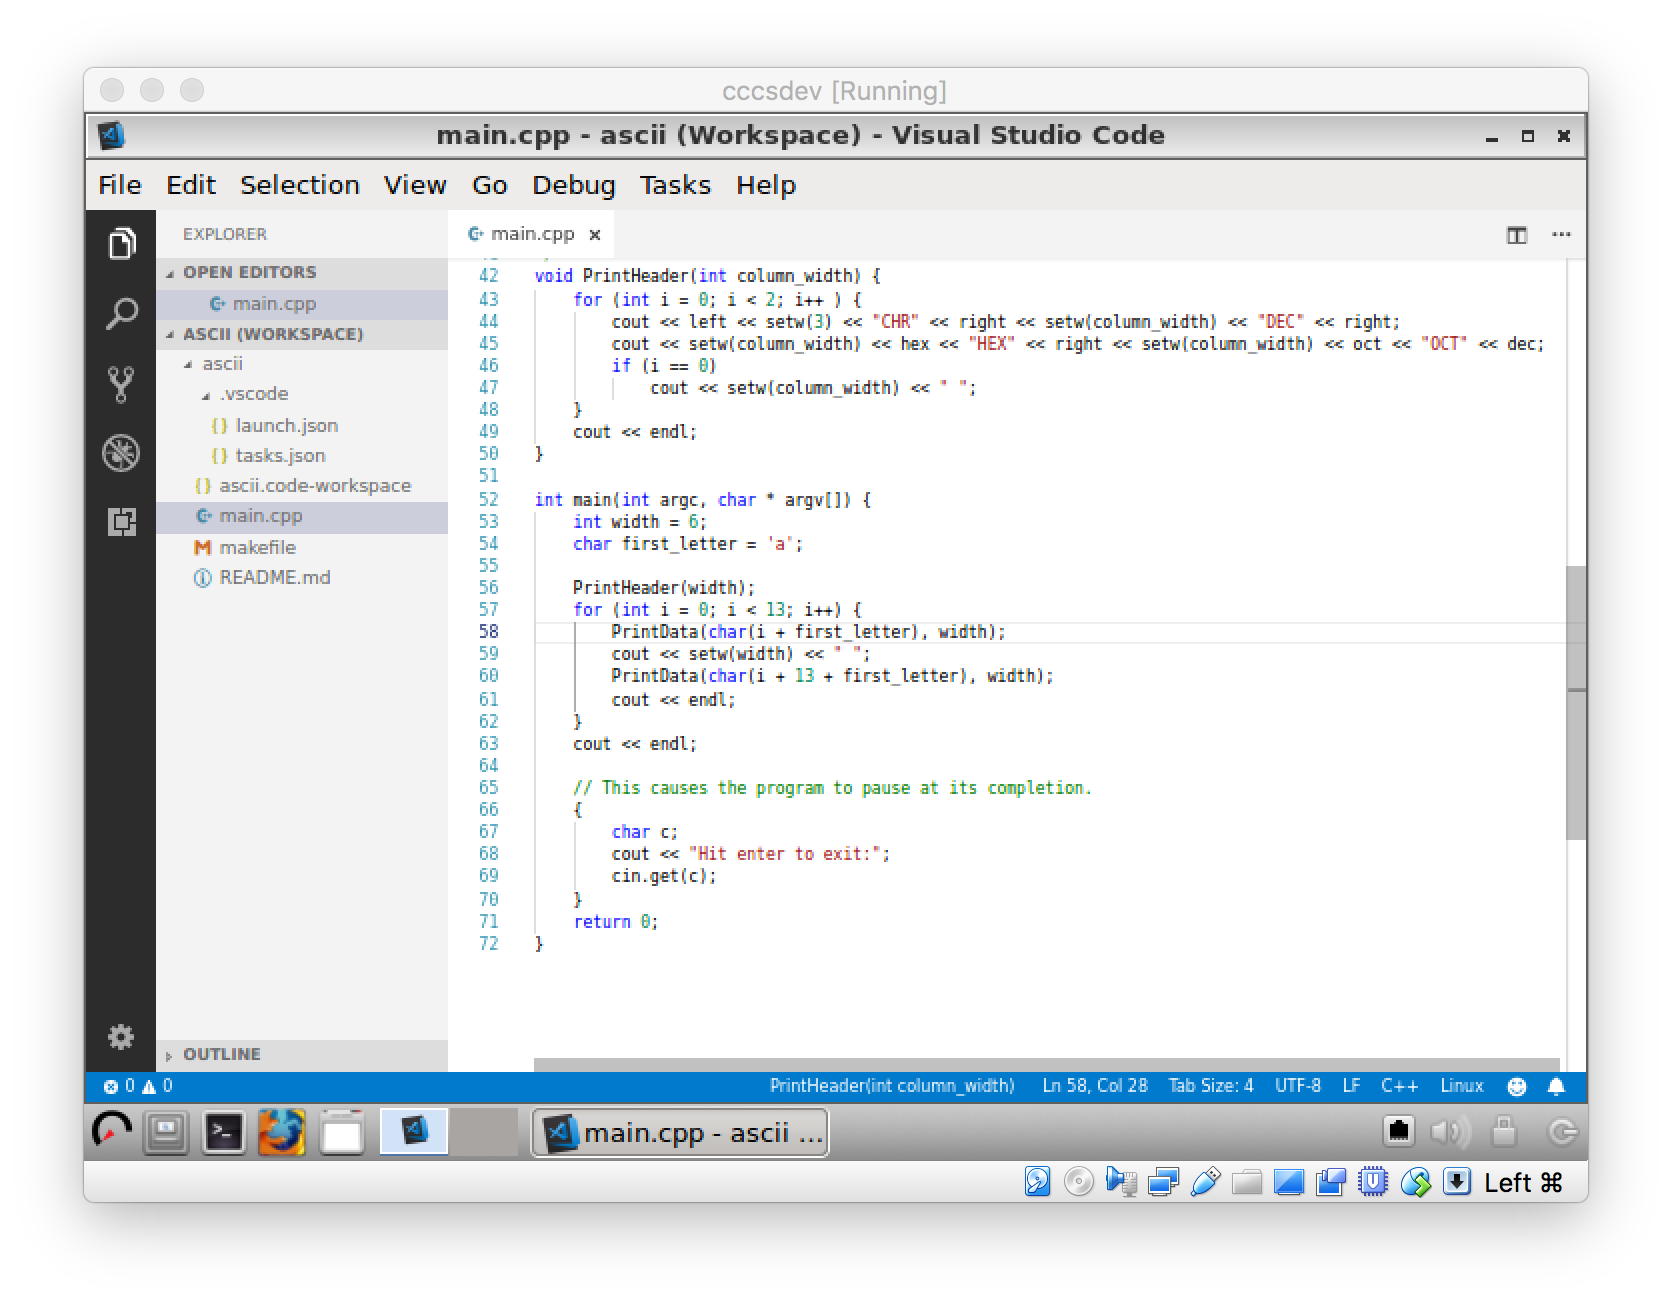 cccsdev [Running]
main.cpp - ascii (Workspace) - Visual Studio Code
File Edit Selection View Go Debug Tasks Help
EXPLORER
OPEN EDITORS
main.cpp
ASCII (WORKSPACE)
ascii
.vscode
{} launch.json
{} tasks.json
{} ascii.code-workspace
main.cpp
M makefile
README.md
OUTLINE
main.cpp
42 void PrintHeader(int column_width) {
43     for (int i = 0; i < 2; i++ ) {
44         cout << left << setw(3) << "CHR" << right << setw(column_width) << "DEC" << right;
45         cout << setw(column_width) << hex << "HEX" << right << setw(column_width) << oct << "OCT" << dec;
46         if (i == 0)
47             cout << setw(column_width) << " ";
48     }
49     cout << endl;
50 }
51
52 int main(int argc, char * argv[]) {
53     int width = 6;
54     char first_letter = 'a';
55
56     PrintHeader(width);
57     for (int i = 0; i < 13; i++) {
58         PrintData(char(i + first_letter), width);
59         cout << setw(width) << " ";
60         PrintData(char(i + 13 + first_letter), width);
61         cout << endl;
62     }
63     cout << endl;
64
65     // This causes the program to pause at its completion.
66     {
67         char c;
68         cout << "Hit enter to exit:";
69         cin.get(c);
70     }
71     return 0;
72 }
0 0 PrintHeader(int column_width) Ln 58, Col 28 Tab Size: 4 UTF-8 LF C++ Linux
main.cpp - ascii ...
Left ⌘